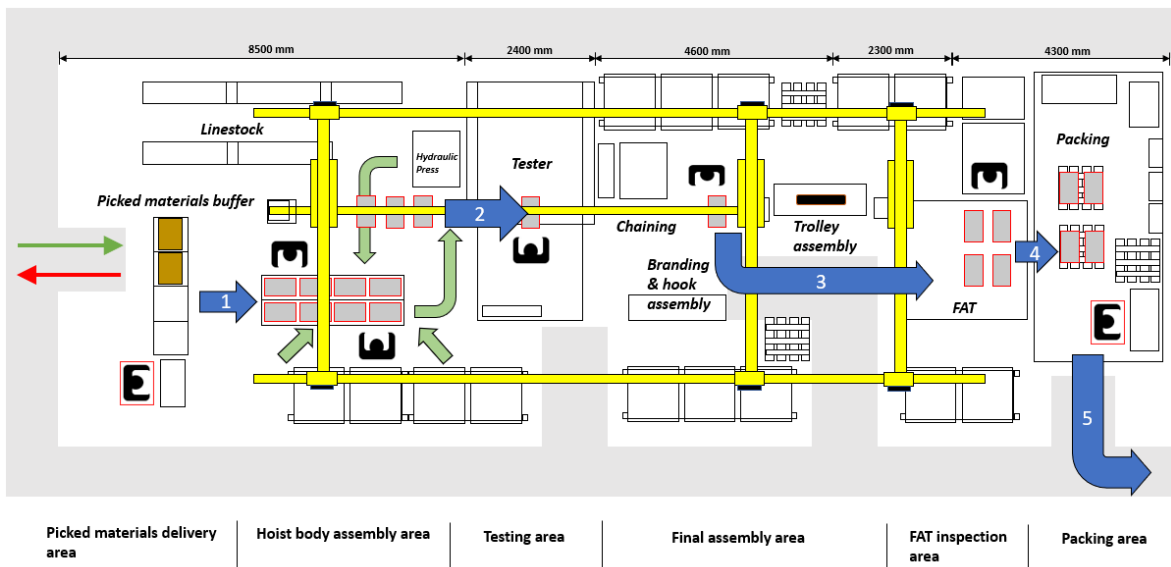 8500 mm
2400 mm
4600 mm
2300 mm
4300 mm
Linestock
Hydraulic
Press
Tester
Packing
Picked materials buffer
Chaining
Trolley
assembly
Branding
& hook
assembly
FAT
1
2
3
4
5
Picked materials delivery
area
Hoist body assembly area
Testing area
Final assembly area
FAT inspection
area
Packing area